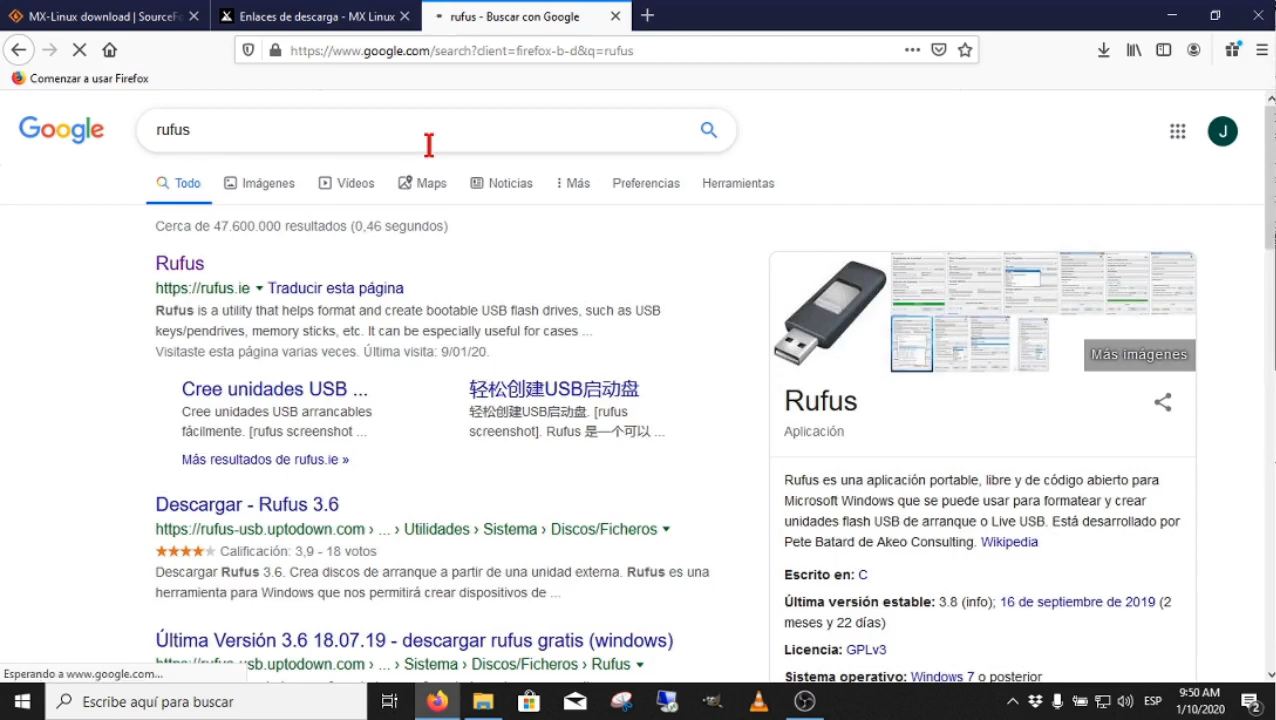 MX-Linux download | SourceFo
Enlaces de descarga - MX Linux
rufus - Buscar con Google
https://www.google.com/search?client=firefox-b-d&q=rufus
Comenzar a usar Firefox
Google
rufus
J
Todo
Imágenes
Vídeos
Maps
Noticias
Más
Preferencias
Herramientas
Cerca de 47.600.000 resultados (0,46 segundos)
Rufus
https://rufus.ie
Traducir esta página
Rufus is a utility that helps format and create bootable USB flash drives, such as USB
keys/pendrives, memory sticks, etc. It can be especially useful for cases ...
Visitaste esta página varias veces. Última visita: 9/01/20.
Cree unidades USB ...
Cree unidades USB arrancables
fácilmente. [rufus screenshot ...
轻松创建USB启动盘
轻松创建USB启动盘. [rufus
screenshot]. Rufus 是一个可以 ...
Más resultados de rufus.ie »
Descargar - Rufus 3.6
https://rufus-usb.uptodown.com › ... › Utilidades › Sistema › Discos/Ficheros
Calificación: 3,9 - 18 votos
Descargar Rufus 3.6. Crea discos de arranque a partir de una unidad externa. Rufus es una
herramienta para Windows que nos permitirá crear dispositivos de ...
Última Versión 3.6 18.07.19 - descargar rufus gratis (windows)
https://rufus-usb.uptodown.com › ... › Sistema › Discos/Ficheros › Rufus
Más imágenes
Rufus
Aplicación
Rufus es una aplicación portable, libre y de código abierto para
Microsoft Windows que se puede usar para formatear y crear
unidades flash USB de arranque o Live USB. Está desarrollado por
Pete Batard de Akeo Consulting. Wikipedia
Escrito en: C
Última versión estable: 3.8 (info); 16 de septiembre de 2019 (2
meses y 22 días)
Licencia: GPLv3
Sistema operativo: Windows 7 o posterior
Esperando a www.google.com...
Escribe aquí para buscar
ESP
9:50 AM
1/10/2020
2